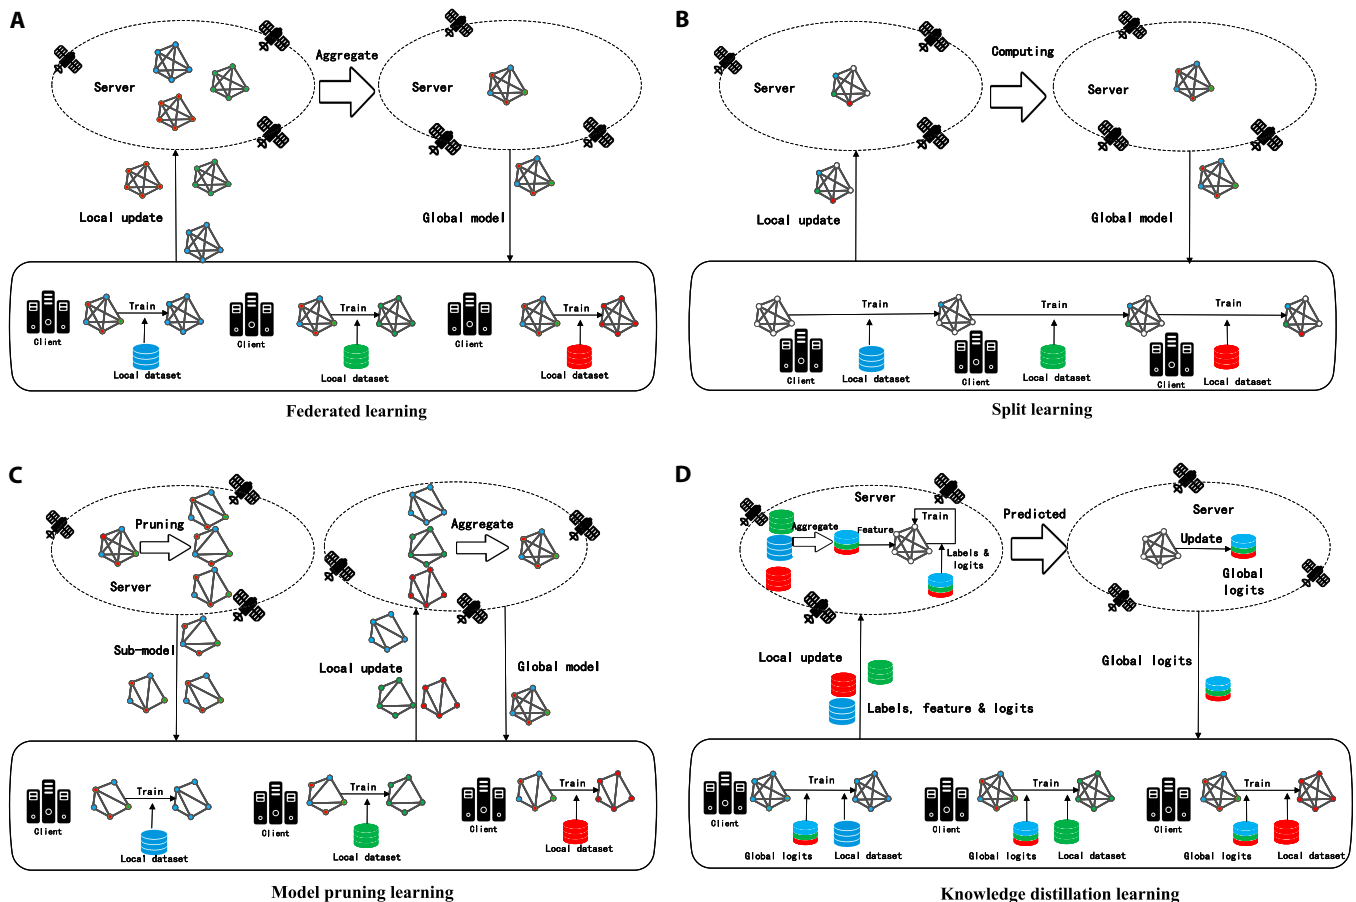 A
Server
Aggregate
Server
Local update
Global model
Client
Train
Local dataset
Client
Train
Local dataset
Client
Train
Local dataset
Federated learning
B
Server
Computing
Server
Local update
Global model
Train
Client
Local dataset
Train
Client
Local dataset
Train
Client
Local dataset
Split learning
C
Pruning
Server
Aggregate
Sub-model
Local update
Global model
Client
Train
Local dataset
Client
Train
Local dataset
Client
Train
Local dataset
Model pruning learning
D
Server
Aggregate
Feature
Train
Labels &
logits
Predicted
Server
Update
Global
logits
Local update
Labels, feature & logits
Global logits
Client
Train
Global logits
Local dataset
Client
Train
Global logits
Local dataset
Client
Train
Global logits
Local dataset
Knowledge distillation learning